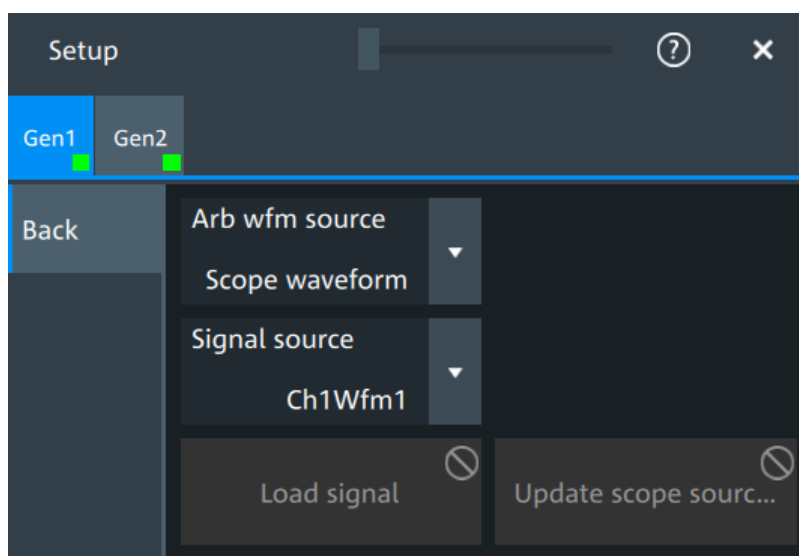 Setup
Gen1 Gen2
Back
Arb wfm source
Scope waveform
Signal source
Ch1Wfm1
Load signal
Update scope sourc...